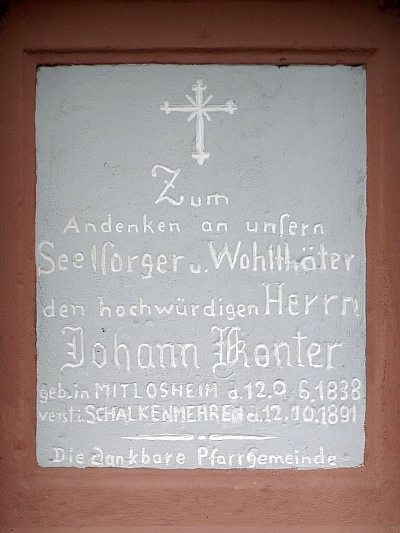 Zum
Andenken an unsern
Seelsorger u. Wohlthäter
den hochwürdigen Herrn
Johann Konter
geb. in MITLOSHEIM d. 12.06.1838
verst. i. SCHALKENMEHREN d. 12.10.1891
Die dankbare Pfarrgemeinde